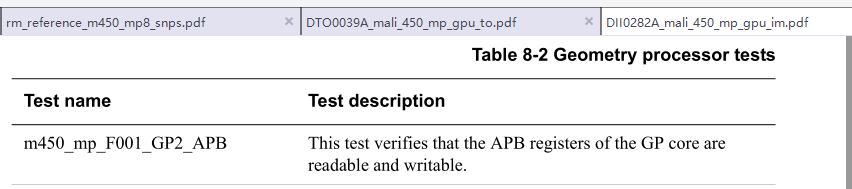 rm_reference_m450_mp8_snps.pdf × DTO0039A_mali_450_mp_gpu_to.pdf × DII0282A_mali_450_mp_gpu_im.pdf
Table 8-2 Geometry processor tests
Test name Test description
m450_mp_F001_GP2_APB This test verifies that the APB registers of the GP core are
readable and writable.